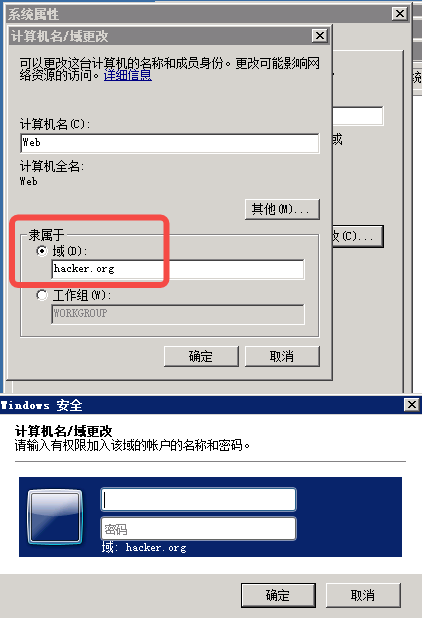 系统属性
计算机名/域更改
可以更改这台计算机的名称和成员身份。更改可能影响网
络资源的访问。详细信息
计算机名(C):
Web
或
计算机全名:
Web
其他(M)...
改(C)...
隶属于
域(D):
hacker.org
工作组(W):
WORKGROUP
确定 取消
Windows 安全
计算机名/域更改
请输入有权限加入该域的帐户的名称和密码。
密码
域: hacker.org
确定 取消